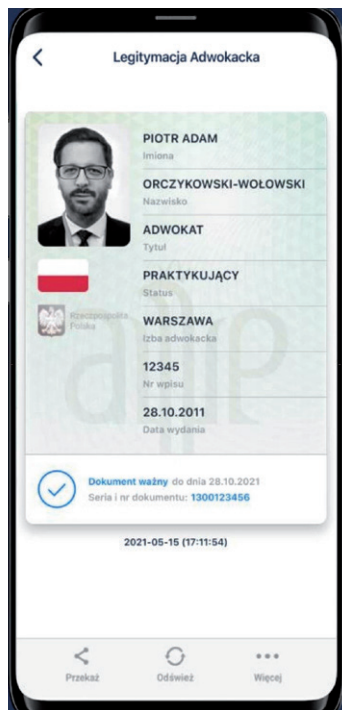 Legitymacja Adwokacka
PIOTR ADAM
Imiona
ORCZYKOWSKI-WOŁOWSKI
Nazwisko
ADWOKAT
Tytuł
PRAKTYKUJĄCY
Status
Rzeczpospolita
Polska
WARSZAWA
Izba adwokacka
12345
Nr wpisu
28.10.2011
Data wydania
Dokument ważny do dnia 28.10.2021
Seria i nr dokumentu: 1300123456
2021-05-15 (17:11:54)
Przekaż
Odśwież
Więcej